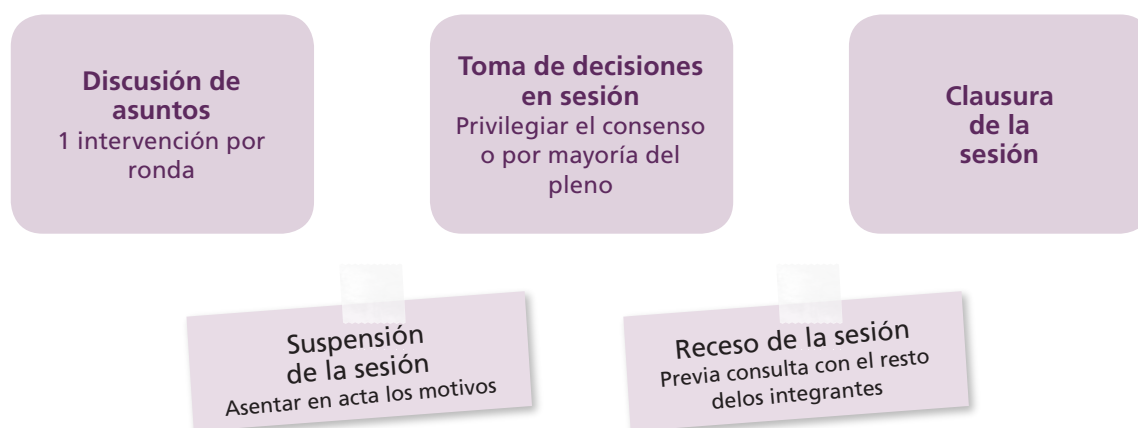 Discusión de
asuntos
1 intervención por
ronda
Toma de decisiones
en sesión
Privilegiar el consenso
o por mayoría del
pleno
Clausura
de la
sesión
Suspensión
de la sesión
Asentar en acta los motivos
Receso de la sesión
Previa consulta con el resto
delos integrantes